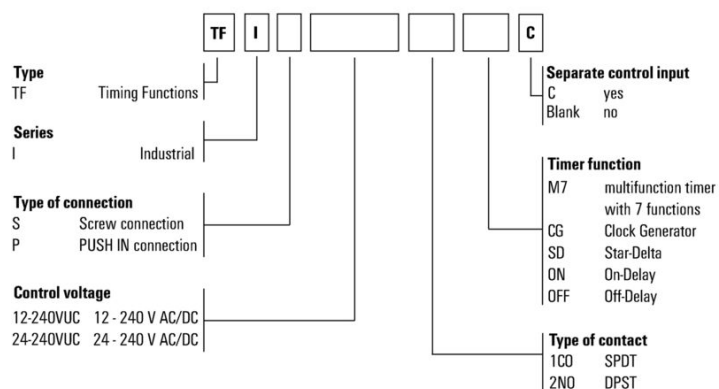 TF I C
Type
TF Timing Functions
Series
I Industrial
Type of connection
S Screw connection
P PUSH IN connection
Control voltage
12-240VUC 12 - 240 V AC/DC
24-240VUC 24 - 240 V AC/DC
Separate control input
C yes
Blank no
Timer function
M7 multifunction timer
with 7 functions
CG Clock Generator
SD Star-Delta
ON On-Delay
OFF Off-Delay
Type of contact
1CO SPDT
2NO DPST